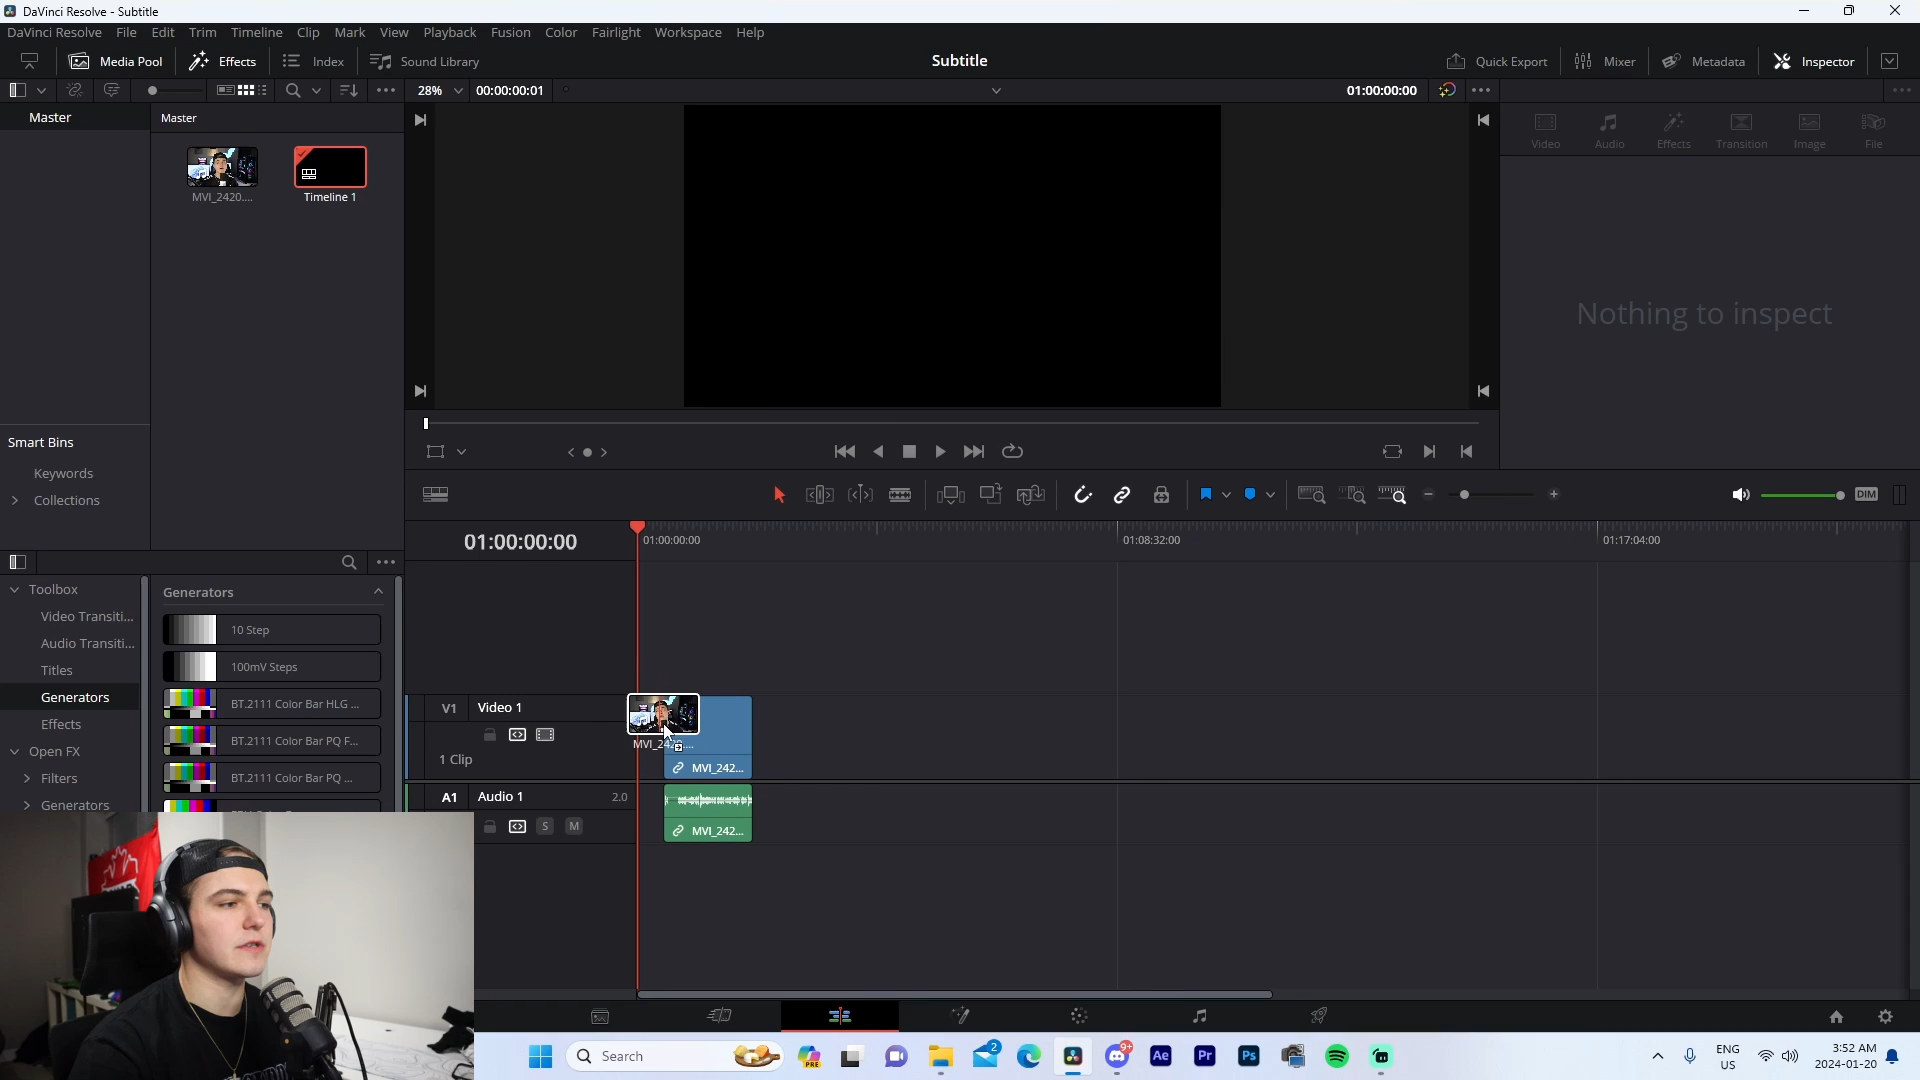 DaVinci Resolve - Subtitle
DaVinci Resolve File Edit Trim Timeline Clip Mark View Playback Fusion Color Fairlight Workspace Help
Media Pool Effects Index Sound Library Subtitle Quick Export Mixer Metadata Inspector
28% 00:00:00:01 01:00:00:00
Master Master
Video Audio Effects Transition Image File
MVI_2420.... Timeline 1
Nothing to inspect
Smart Bins
Keywords
Collections
DIM
01:00:00:00 01:00:00:00 01:08:32:00 01:17:04:00
Toolbox Generators
Video Transiti... 10 Step
Audio Transiti...
Titles 100mV Steps
Generators BT.2111 Color Bar HLG ...
Effects BT.2111 Color Bar PQ F...
Open FX
Filters BT.2111 Color Bar PQ ...
Generators
V1 Video 1
1 Clip MVI_242...
A1 Audio 1 2.0
S M MVI_242...
Search PRE 2 9+ Ae Pr Ps
ENG
US
3:52 AM
2024-01-20